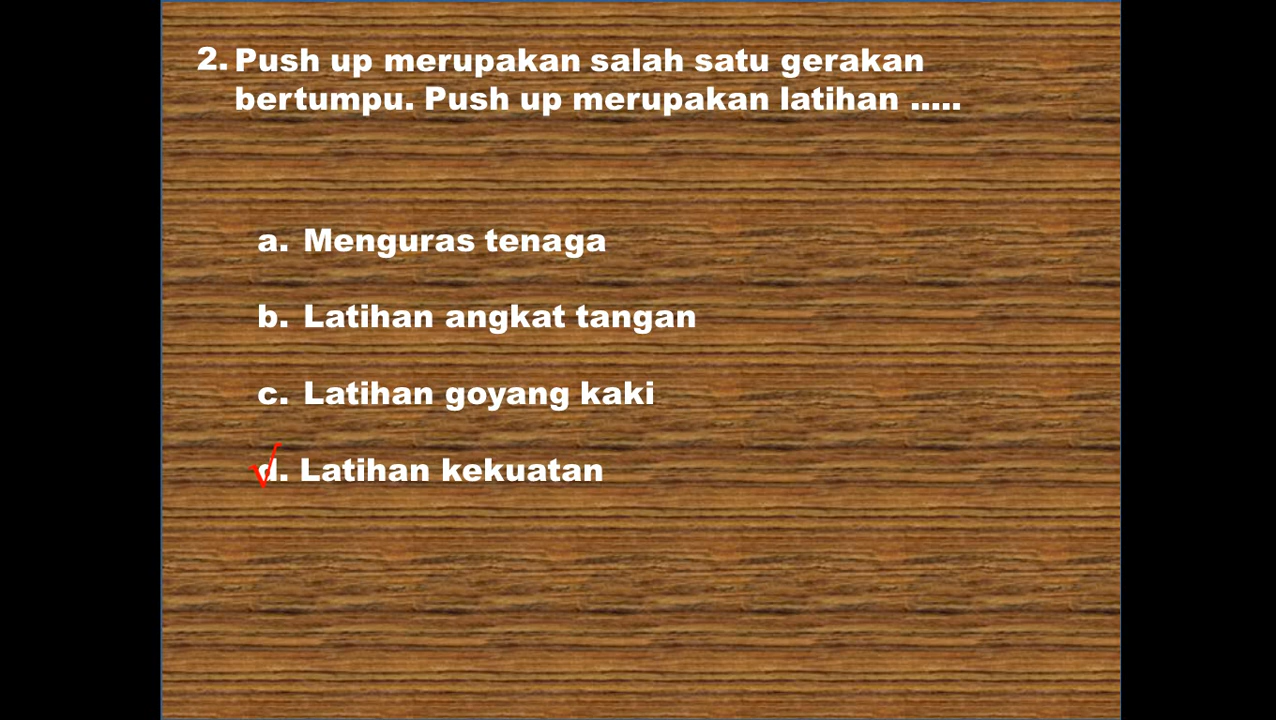 2. Push up merupakan salah satu gerakan
bertumpu. Push up merupakan latihan .....
a. Menguras tenaga
b. Latihan angkat tangan
c. Latihan goyang kaki
d. Latihan kekuatan